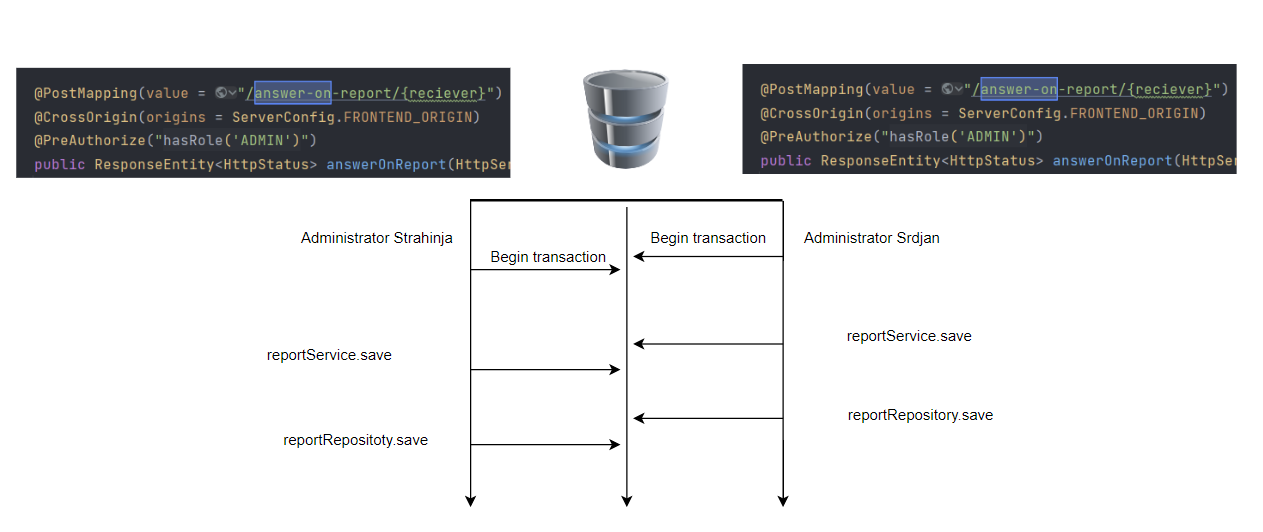 @PostMapping(value = "/answer-on-report/{reciever}")
@CrossOrigin(origins = ServerConfig.FRONTEND_ORIGIN)
@PreAuthorize("hasRole('ADMIN')")
public ResponseEntity<HttpStatus> answerOnReport(HttpSer
@PostMapping(value = "/answer-on-report/{reciever}")
@CrossOrigin(origins = ServerConfig.FRONTEND_ORIGIN)
@PreAuthorize("hasRole('ADMIN')")
public ResponseEntity<HttpStatus> answerOnReport(HttpSer
Administrator Strahinja
Begin transaction
Administrator Srdjan
Begin transaction
reportService.save
reportService.save
reportRepository.save
reportRepositoty.save